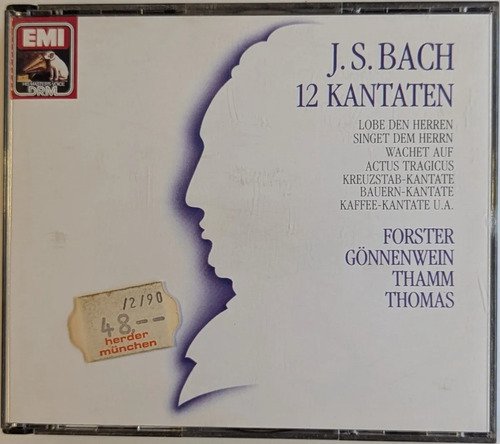 EMI
DRM
J. S. BACH
12 KANTATEN
LOBE DEN HERREN
SINGET DEM HERRN
WACHET AUF
ACTUS TRAGICUS
KREUZSTAB-KANTATE
BAUERN-KANTATE
KAFFEE-KANTATE U.A.
FORSTER
GÖNNENWEIN
THAMM
THOMAS
12/90
48,--
herder
münchen